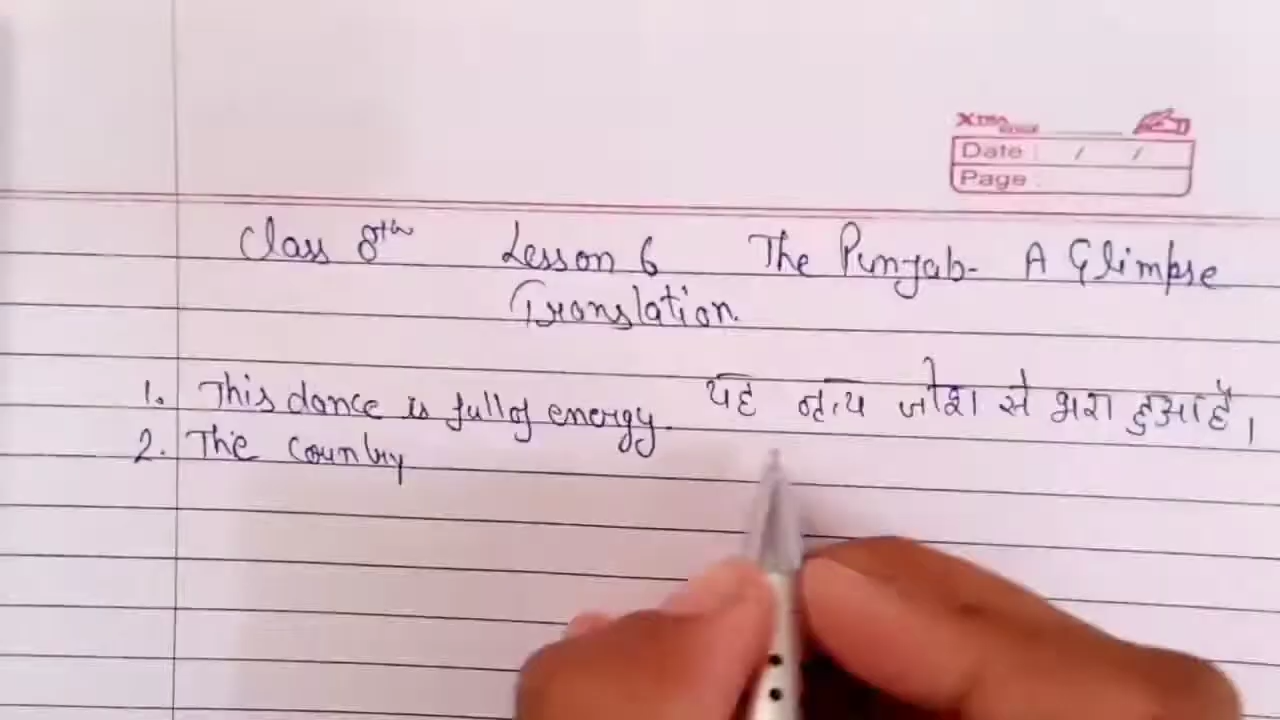 Date : / /
Page :
Class 8th Lesson 6 The Punjab- A Glimpse
Translation.
1. This dance is full of energy. यह नृत्य जोश से भरा हुआ है।
2. The Country